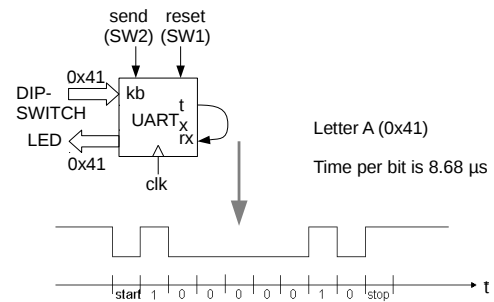 send reset
(SW2) (SW1)
0x41
DIP-
SWITCH
kb
t
x
UART
rx
LED
0x41
clk
Letter A (0x41)
Time per bit is 8.68 µs
start 1 0 0 0 0 0 1 0 stop
t